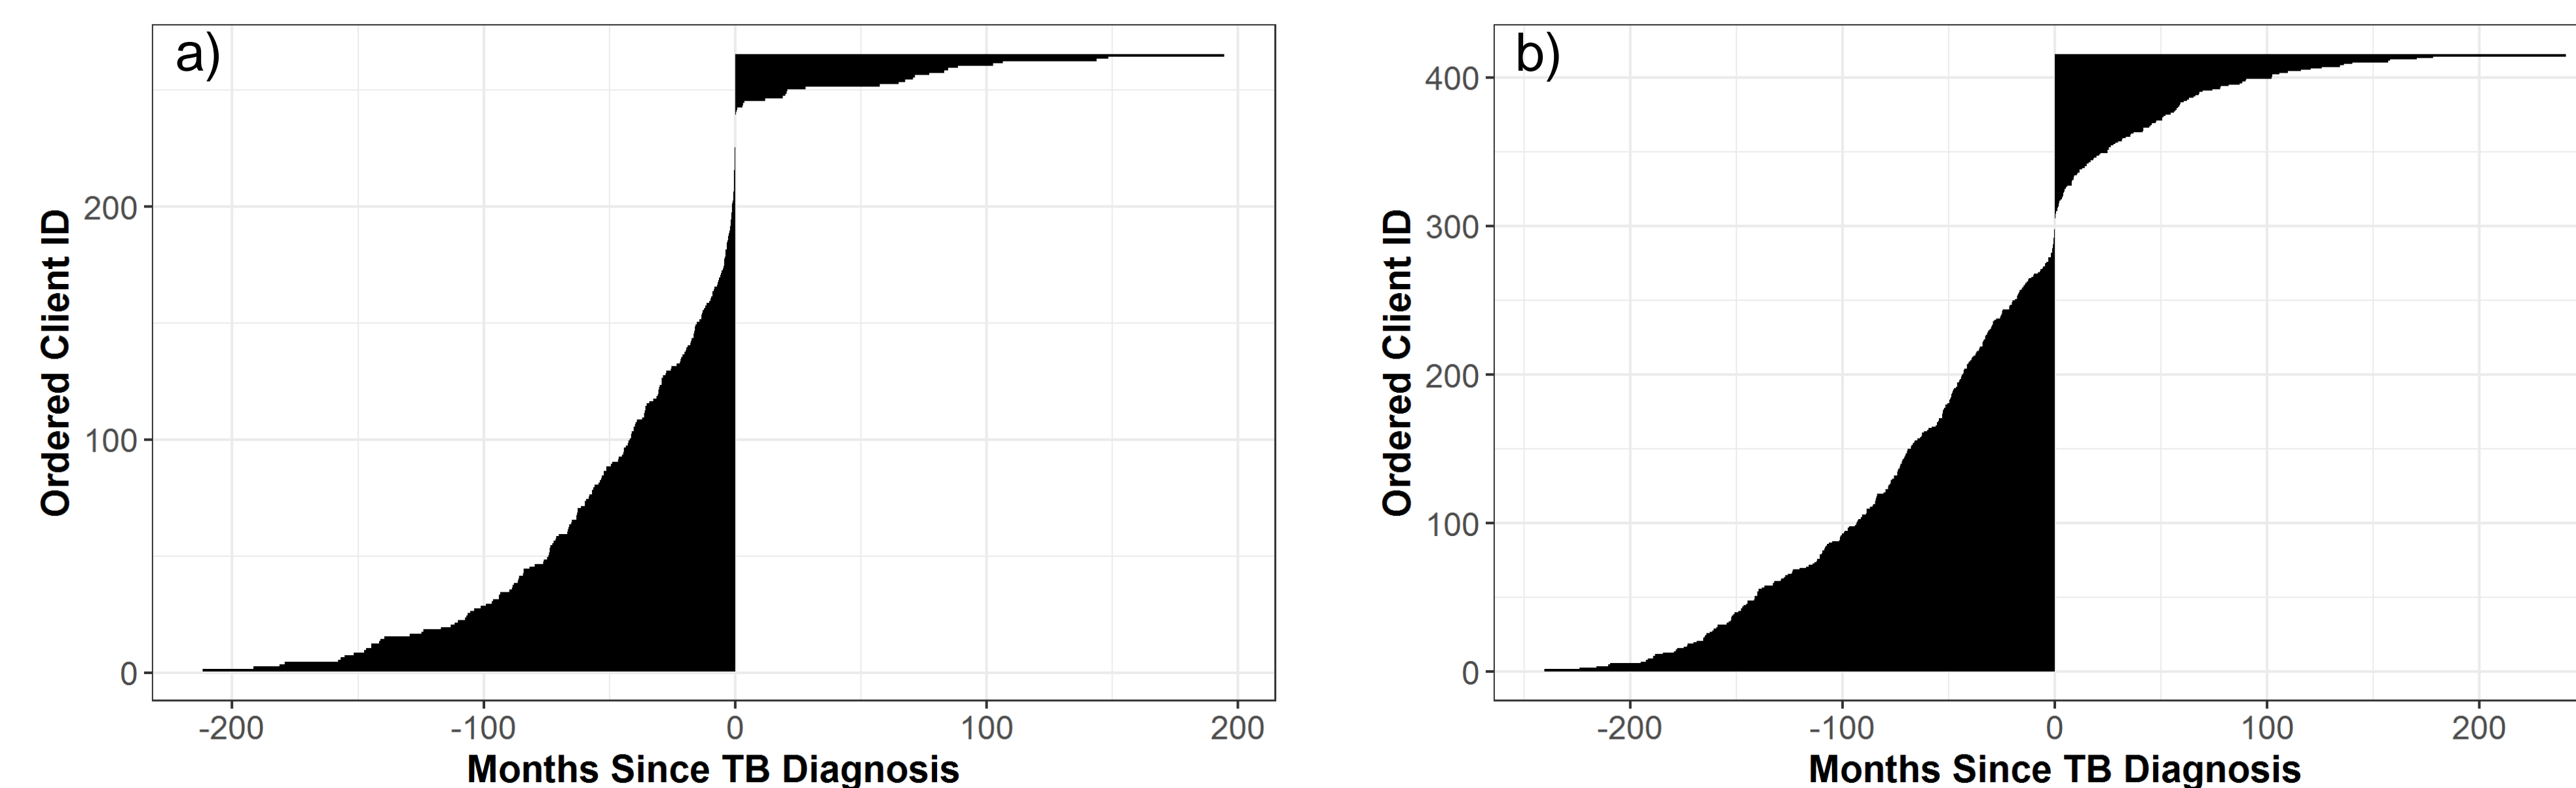 a)
Ordered Client ID
200
100
0
-200 -100 0 100 200
Months Since TB Diagnosis
b)
Ordered Client ID
400
300
200
100
0
-200 -100 0 100 200
Months Since TB Diagnosis